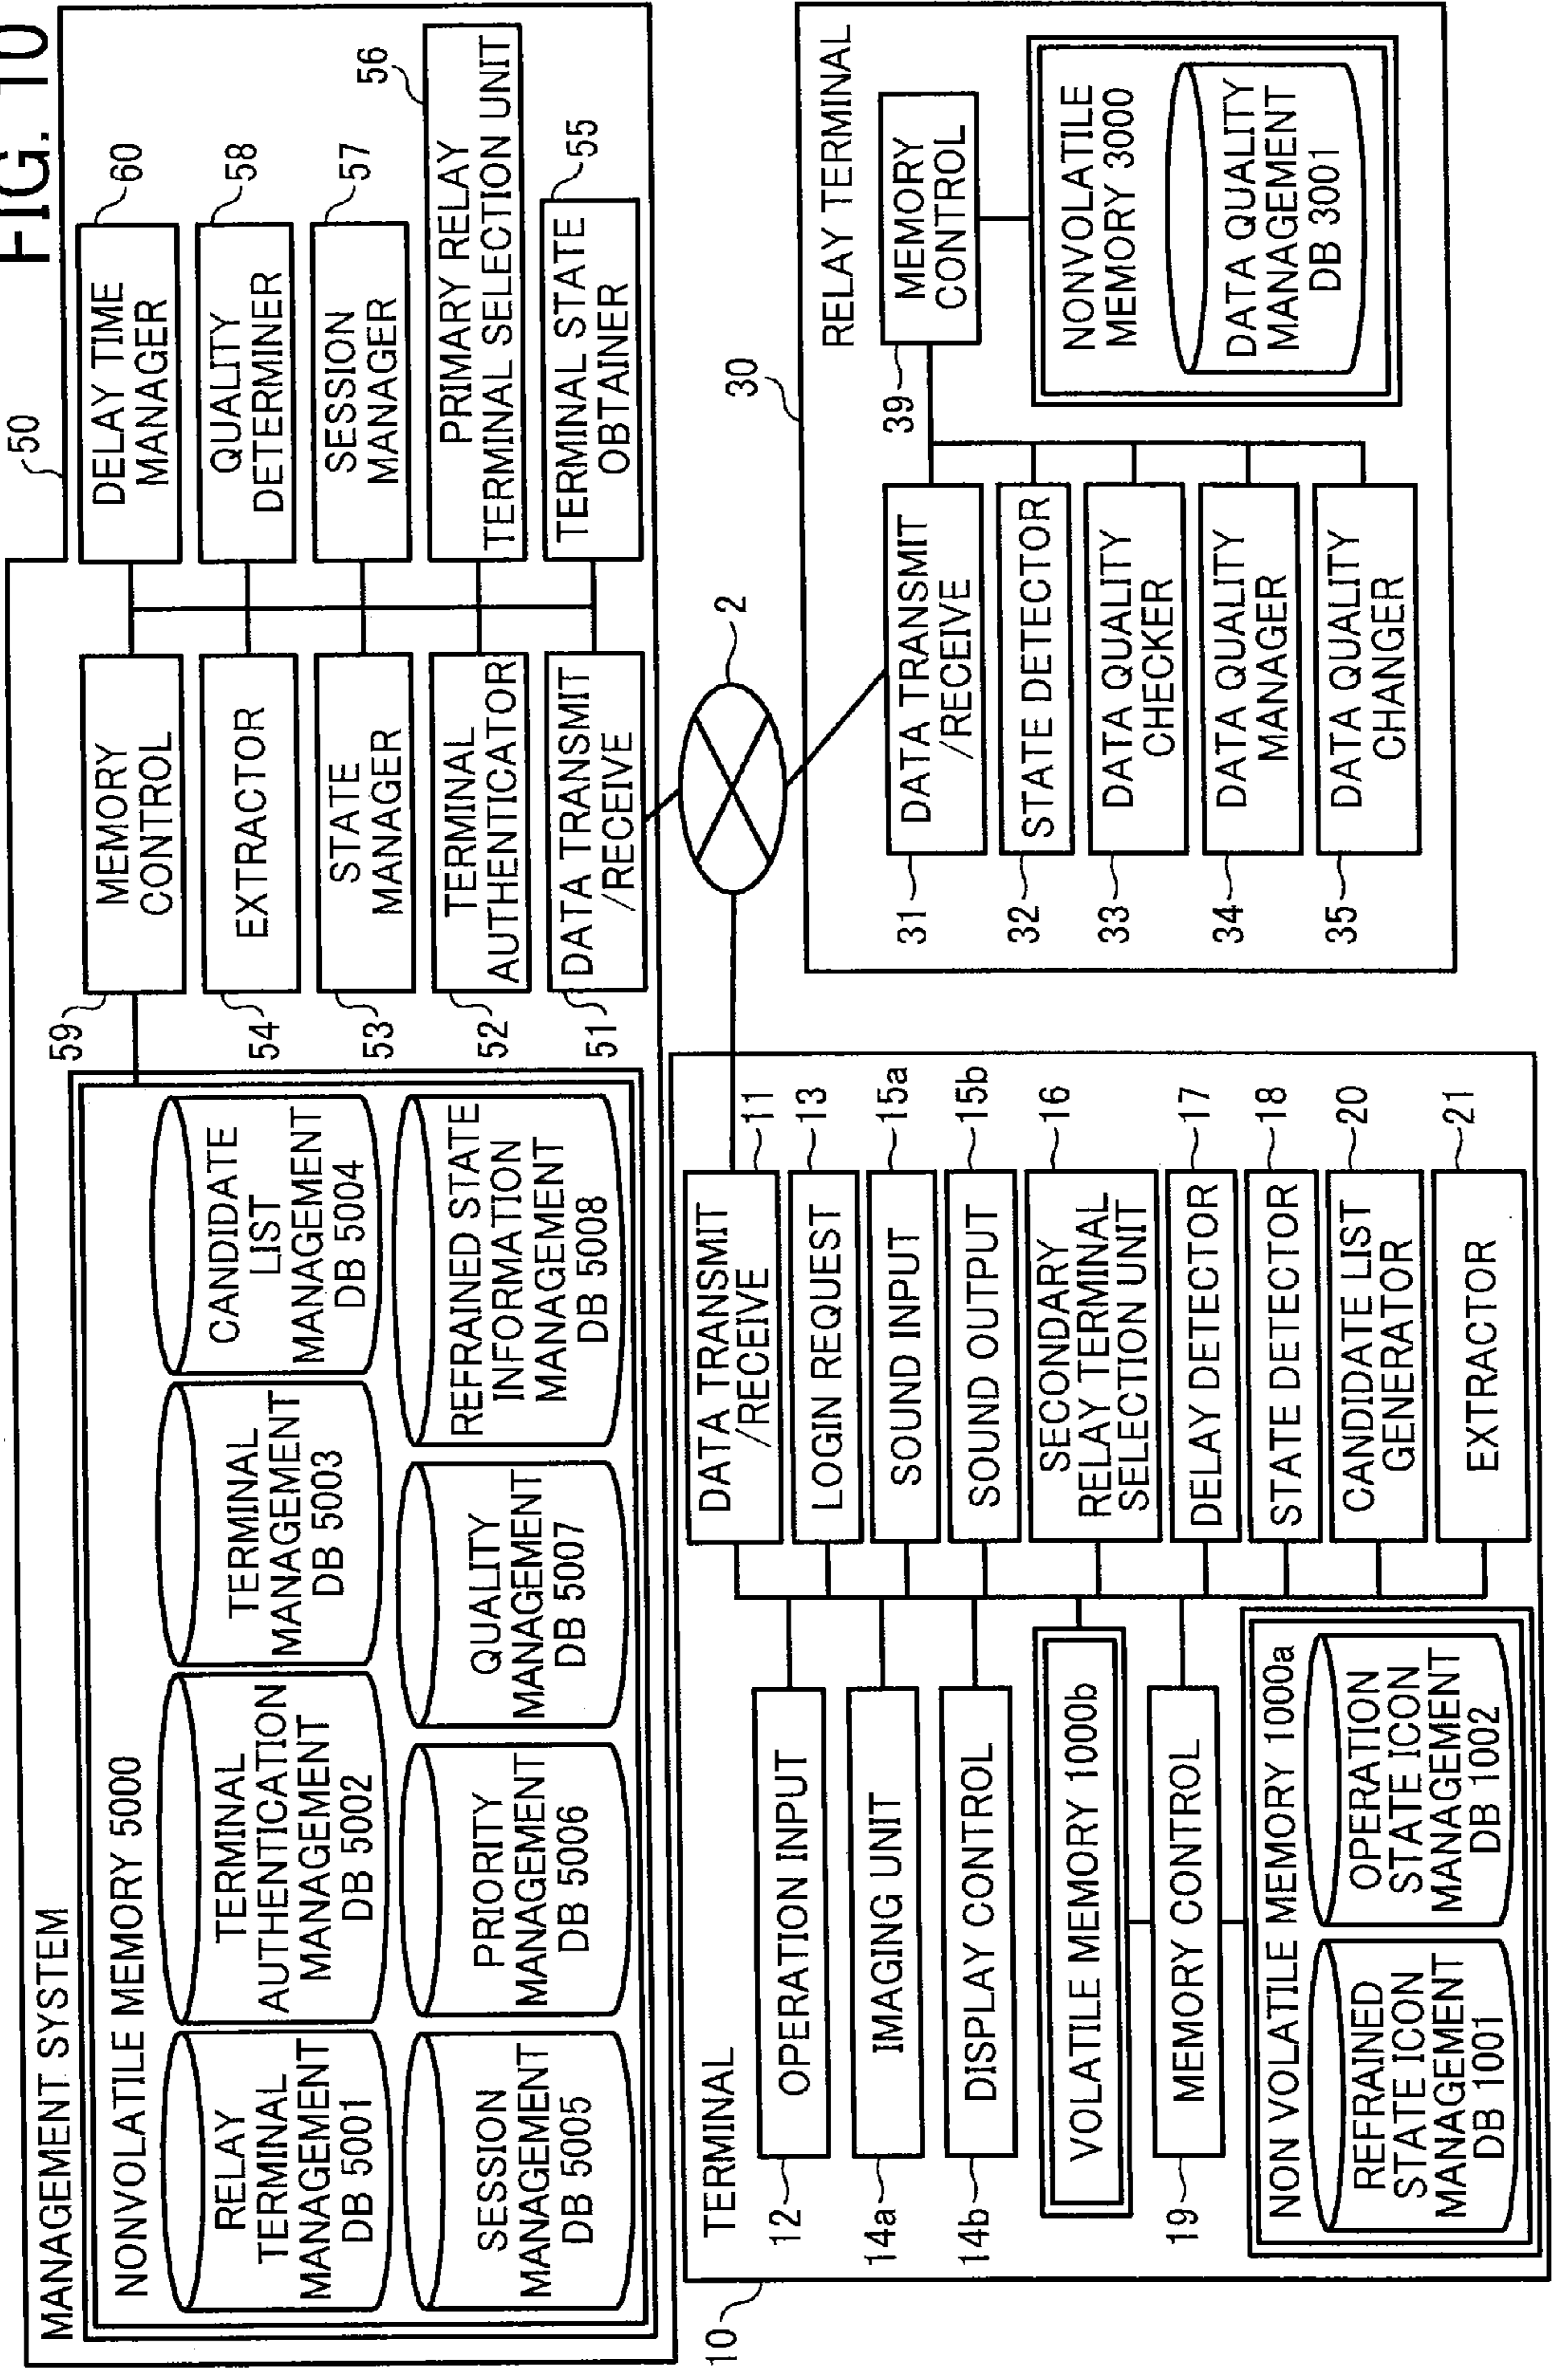 FIG. 10
50
MANAGEMENT SYSTEM
NONVOLATILE MEMORY 5000
RELAY
TERMINAL
MANAGEMENT
DB 5001
TERMINAL
AUTHENTICATION
MANAGEMENT
DB 5002
TERMINAL
MANAGEMENT
DB 5003
CANDIDATE
LIST
MANAGEMENT
DB 5004
SESSION
MANAGEMENT
DB 5005
PRIORITY
MANAGEMENT
DB 5006
QUALITY
MANAGEMENT
DB 5007
REFRAINED STATE
INFORMATION
MANAGEMENT
DB 5008
59
MEMORY
CONTROL
54
EXTRACTOR
53
STATE
MANAGER
52
TERMINAL
AUTHENTICATOR
51
DATA TRANSMIT
/RECEIVE
DELAY TIME
MANAGER
60
QUALITY
DETERMINER
58
SESSION
MANAGER
57
PRIMARY RELAY
TERMINAL SELECTION UNIT
56
TERMINAL STATE
OBTAINER
55
2
10
TERMINAL
12
OPERATION INPUT
14a
IMAGING UNIT
14b
DISPLAY CONTROL
VOLATILE MEMORY 1000b
19
MEMORY CONTROL
NON VOLATILE MEMORY 1000a
REFRAINED
STATE ICON
MANAGEMENT
DB 1001
OPERATION
STATE ICON
MANAGEMENT
DB 1002
DATA TRANSMIT
/RECEIVE
11
LOGIN REQUEST
13
SOUND INPUT
15a
SOUND OUTPUT
15b
SECONDARY
RELAY TERMINAL
SELECTION UNIT
16
DELAY DETECTOR
17
STATE DETECTOR
18
CANDIDATE LIST
GENERATOR
20
EXTRACTOR
21
30
RELAY TERMINAL
31
DATA TRANSMIT
/RECEIVE
32
STATE DETECTOR
33
DATA QUALITY
CHECKER
34
DATA QUALITY
MANAGER
35
DATA QUALITY
CHANGER
39
MEMORY
CONTROL
NONVOLATILE
MEMORY 3000
DATA QUALITY
MANAGEMENT
DB 3001